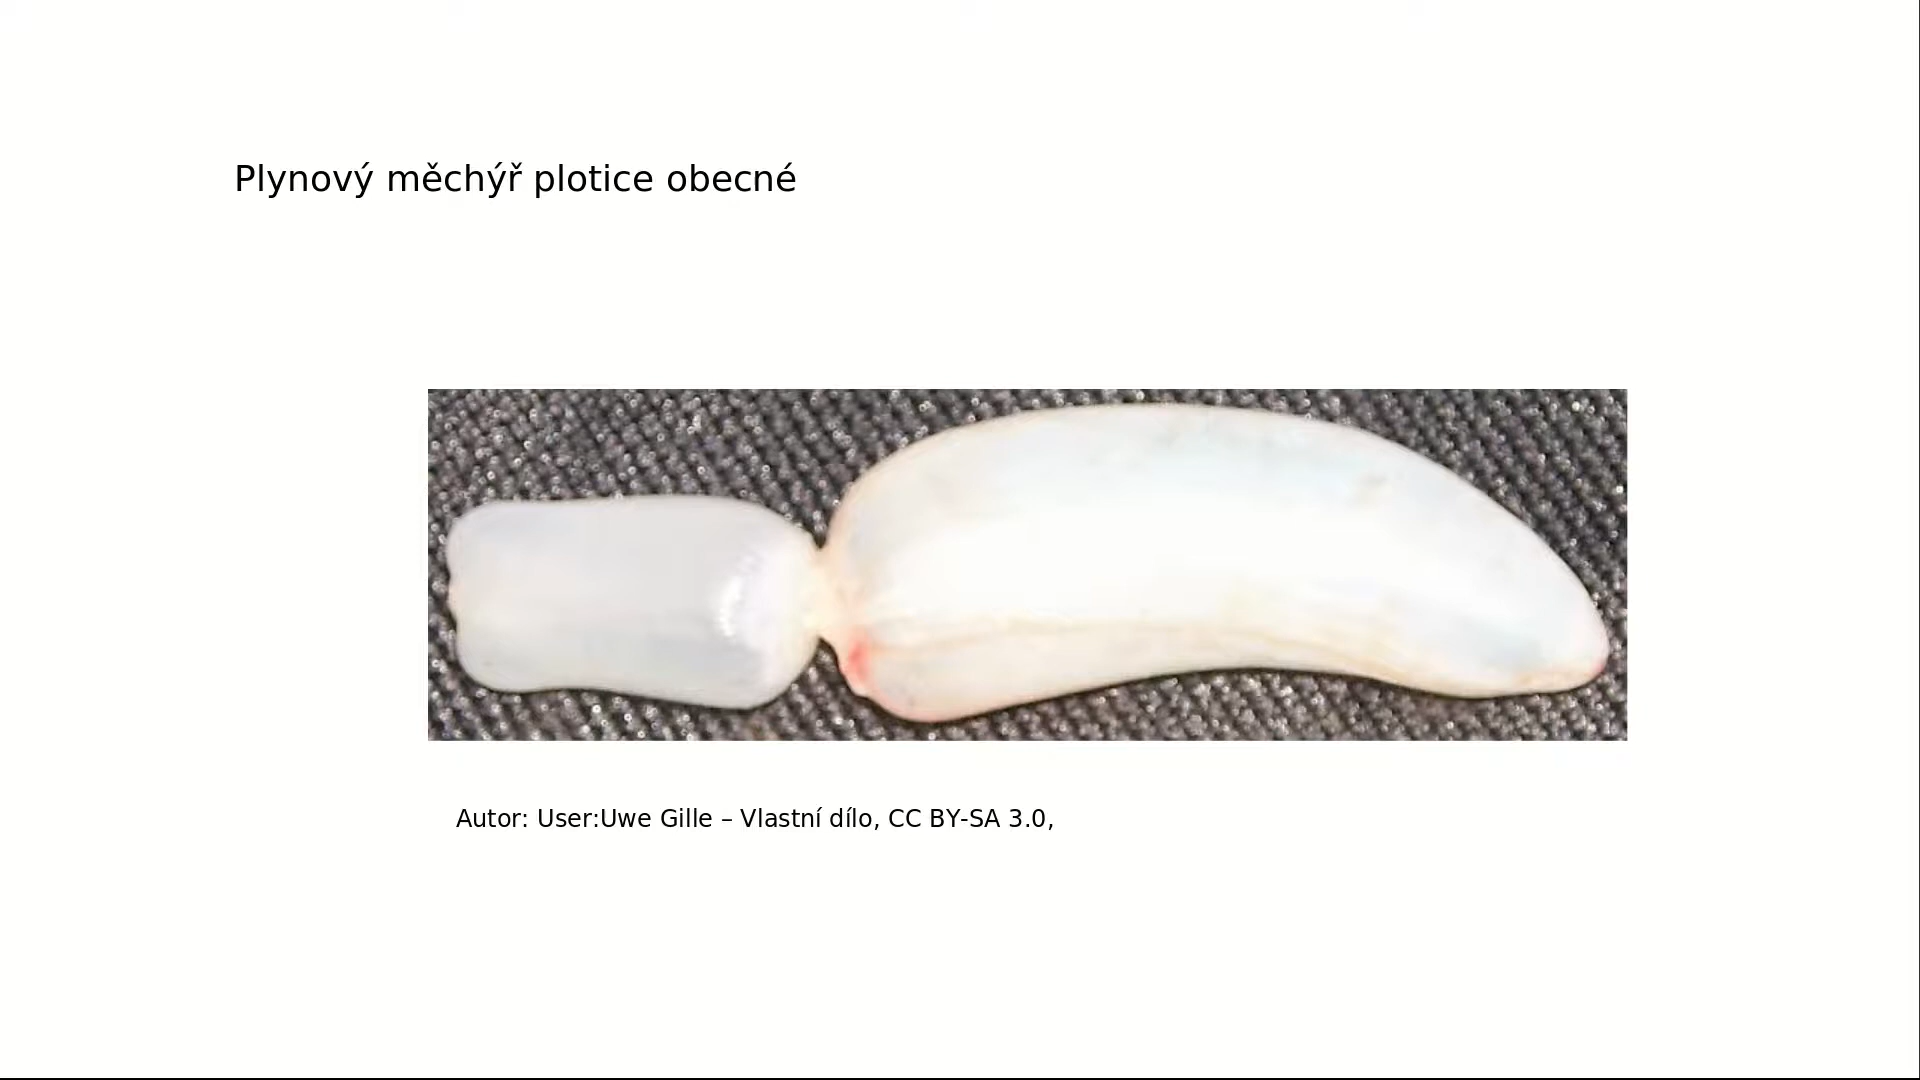 Plynový měchýř plotice obecné
Autor: User:Uwe Gille – Vlastní dílo, CC BY-SA 3.0,